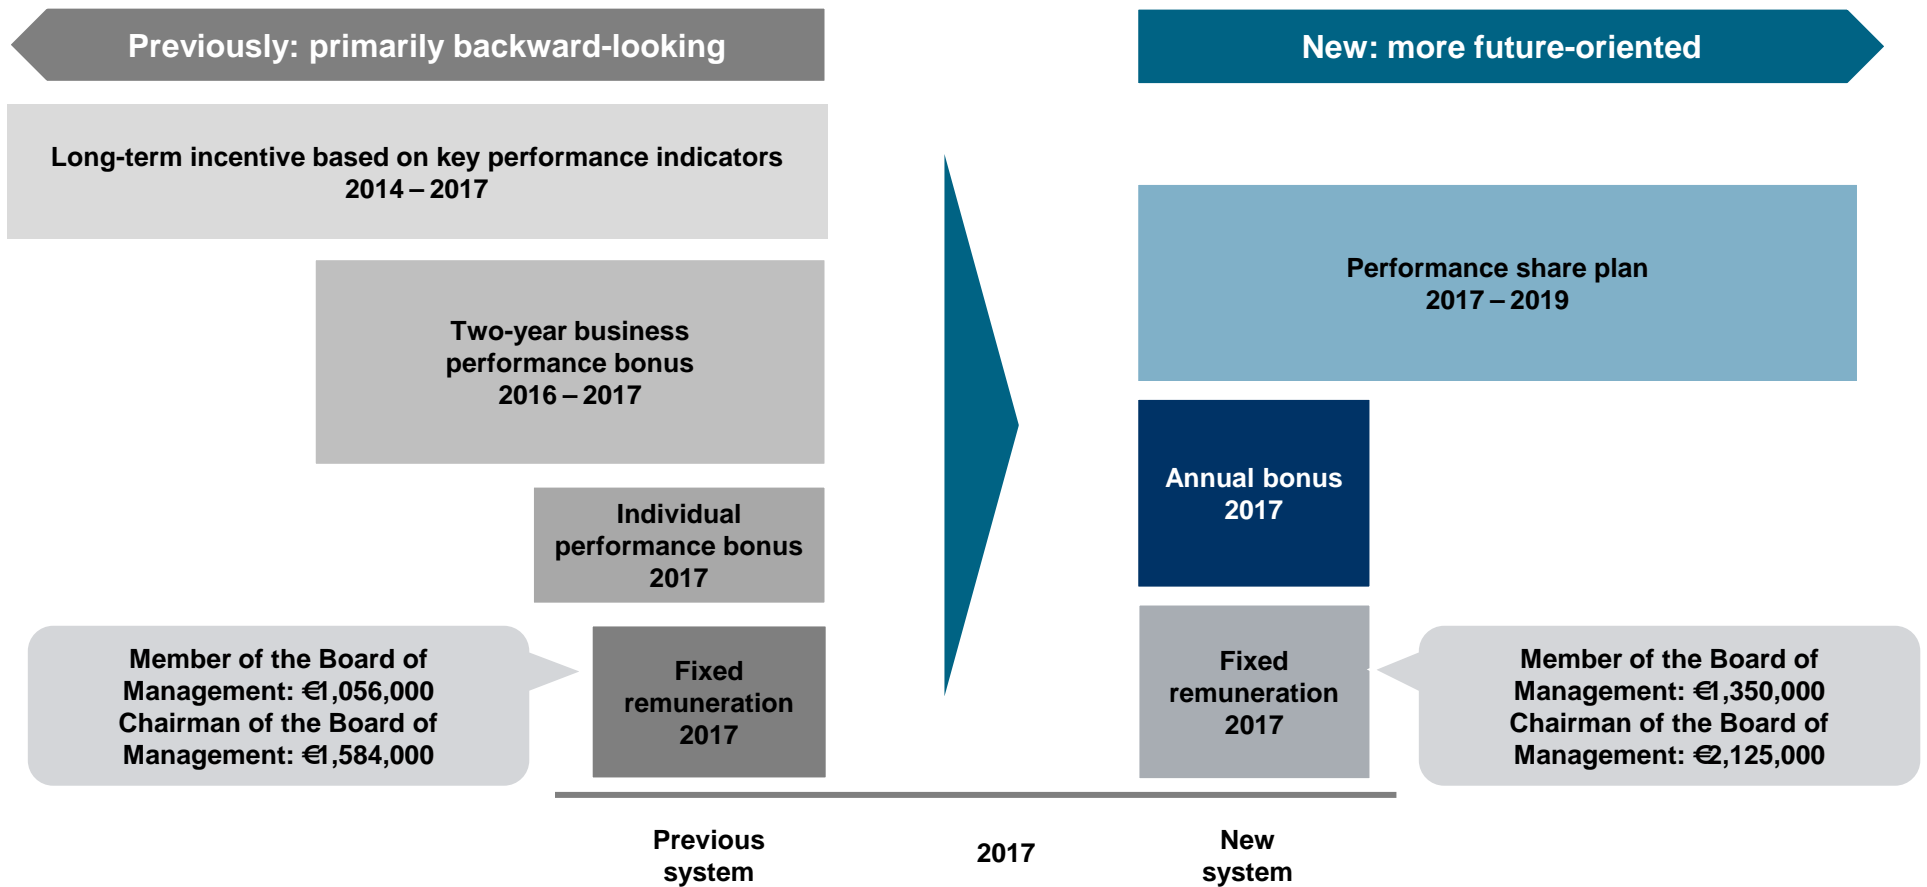 Previously: primarily backward-looking
New: more future-oriented
Long-term incentive based on key performance indicators
2014 – 2017
Performance share plan
2017 – 2019
Two-year business
performance bonus
2016 – 2017
Annual bonus
2017
Individual
performance bonus
2017
Member of the Board of
Management: €1,056,000
Chairman of the Board of
Management: €1,584,000
Fixed
remuneration
2017
Fixed
remuneration
2017
Member of the Board of
Management: €1,350,000
Chairman of the Board of
Management: €2,125,000
Previous
system
2017
New
system